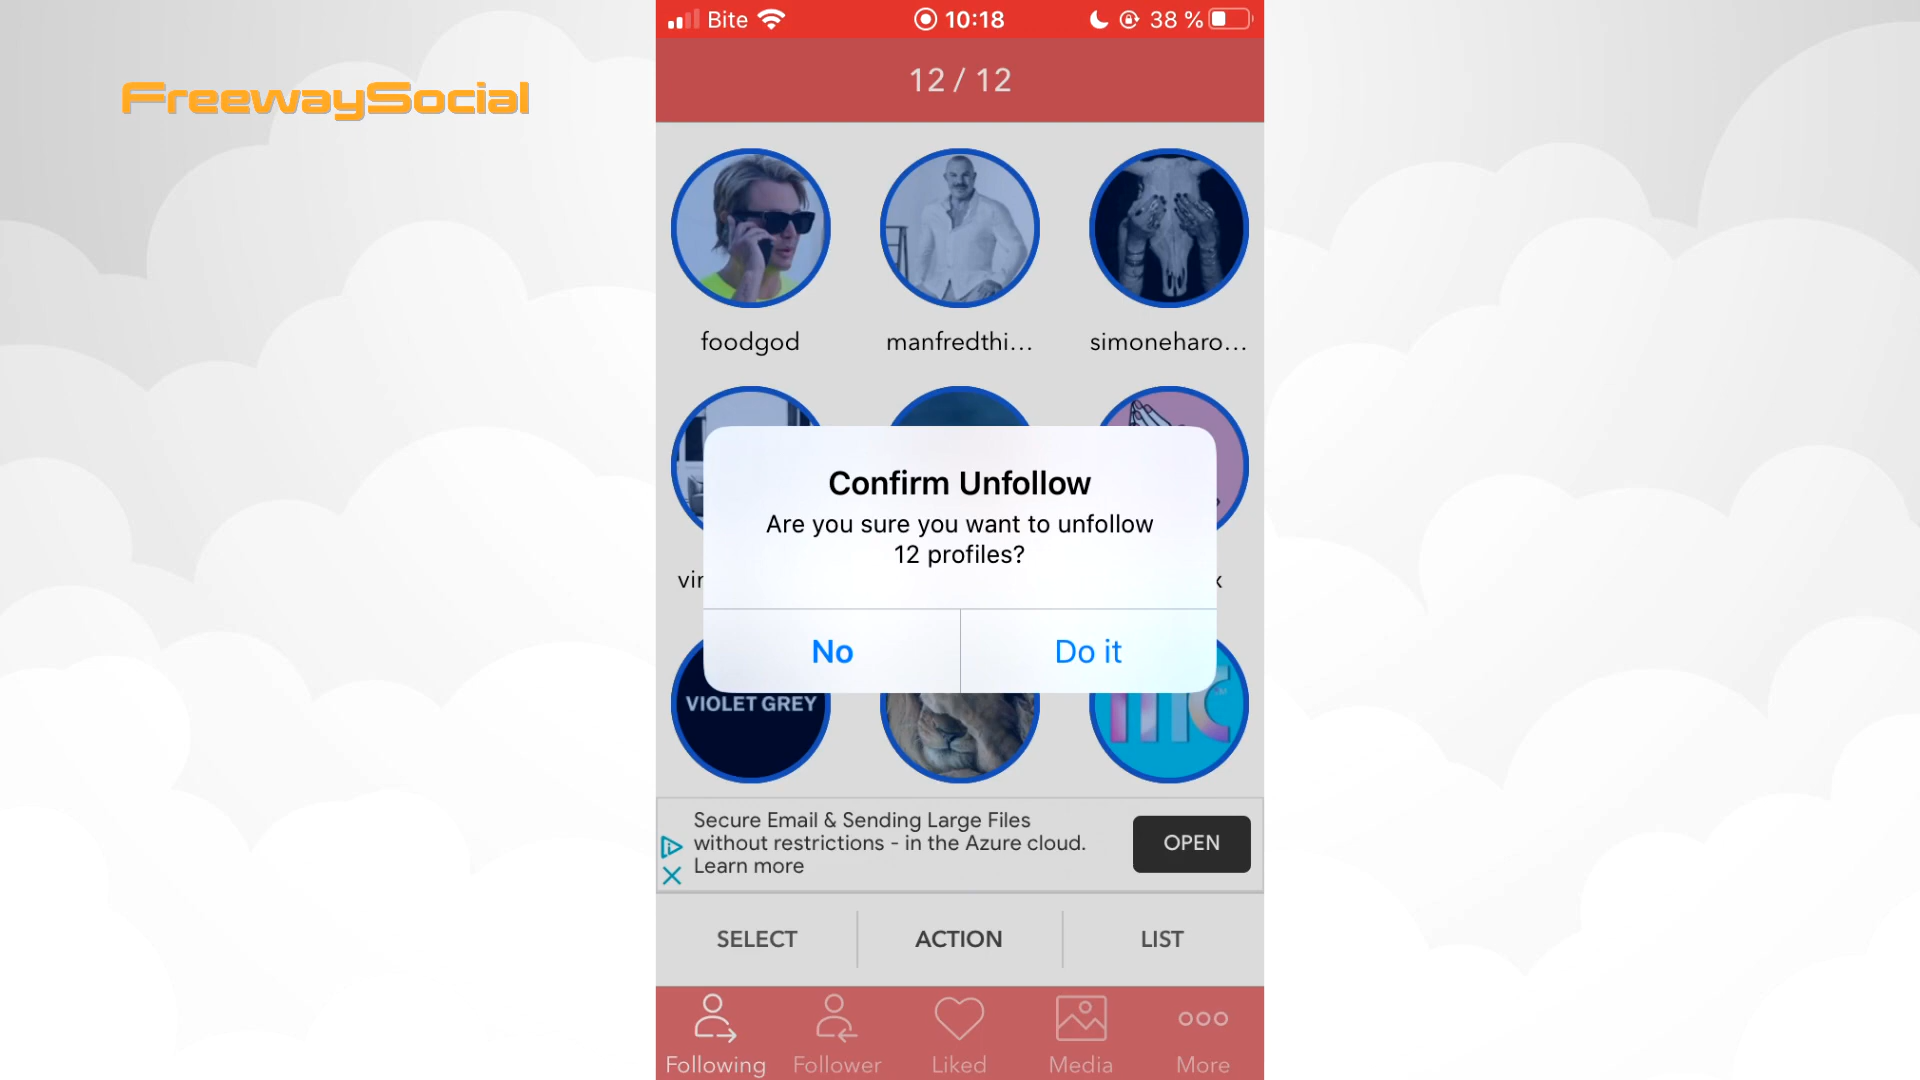 Bite 10:18 38 %
FreewaySocial
12 / 12
foodgod manfredthi... simoneharo...
Confirm Unfollow
Are you sure you want to unfollow
12 profiles?
vir x
No Do it
VIOLET GREY
Secure Email & Sending Large Files
without restrictions - in the Azure cloud.
Learn more
OPEN
SELECT ACTION LIST
Following Follower Liked Media More